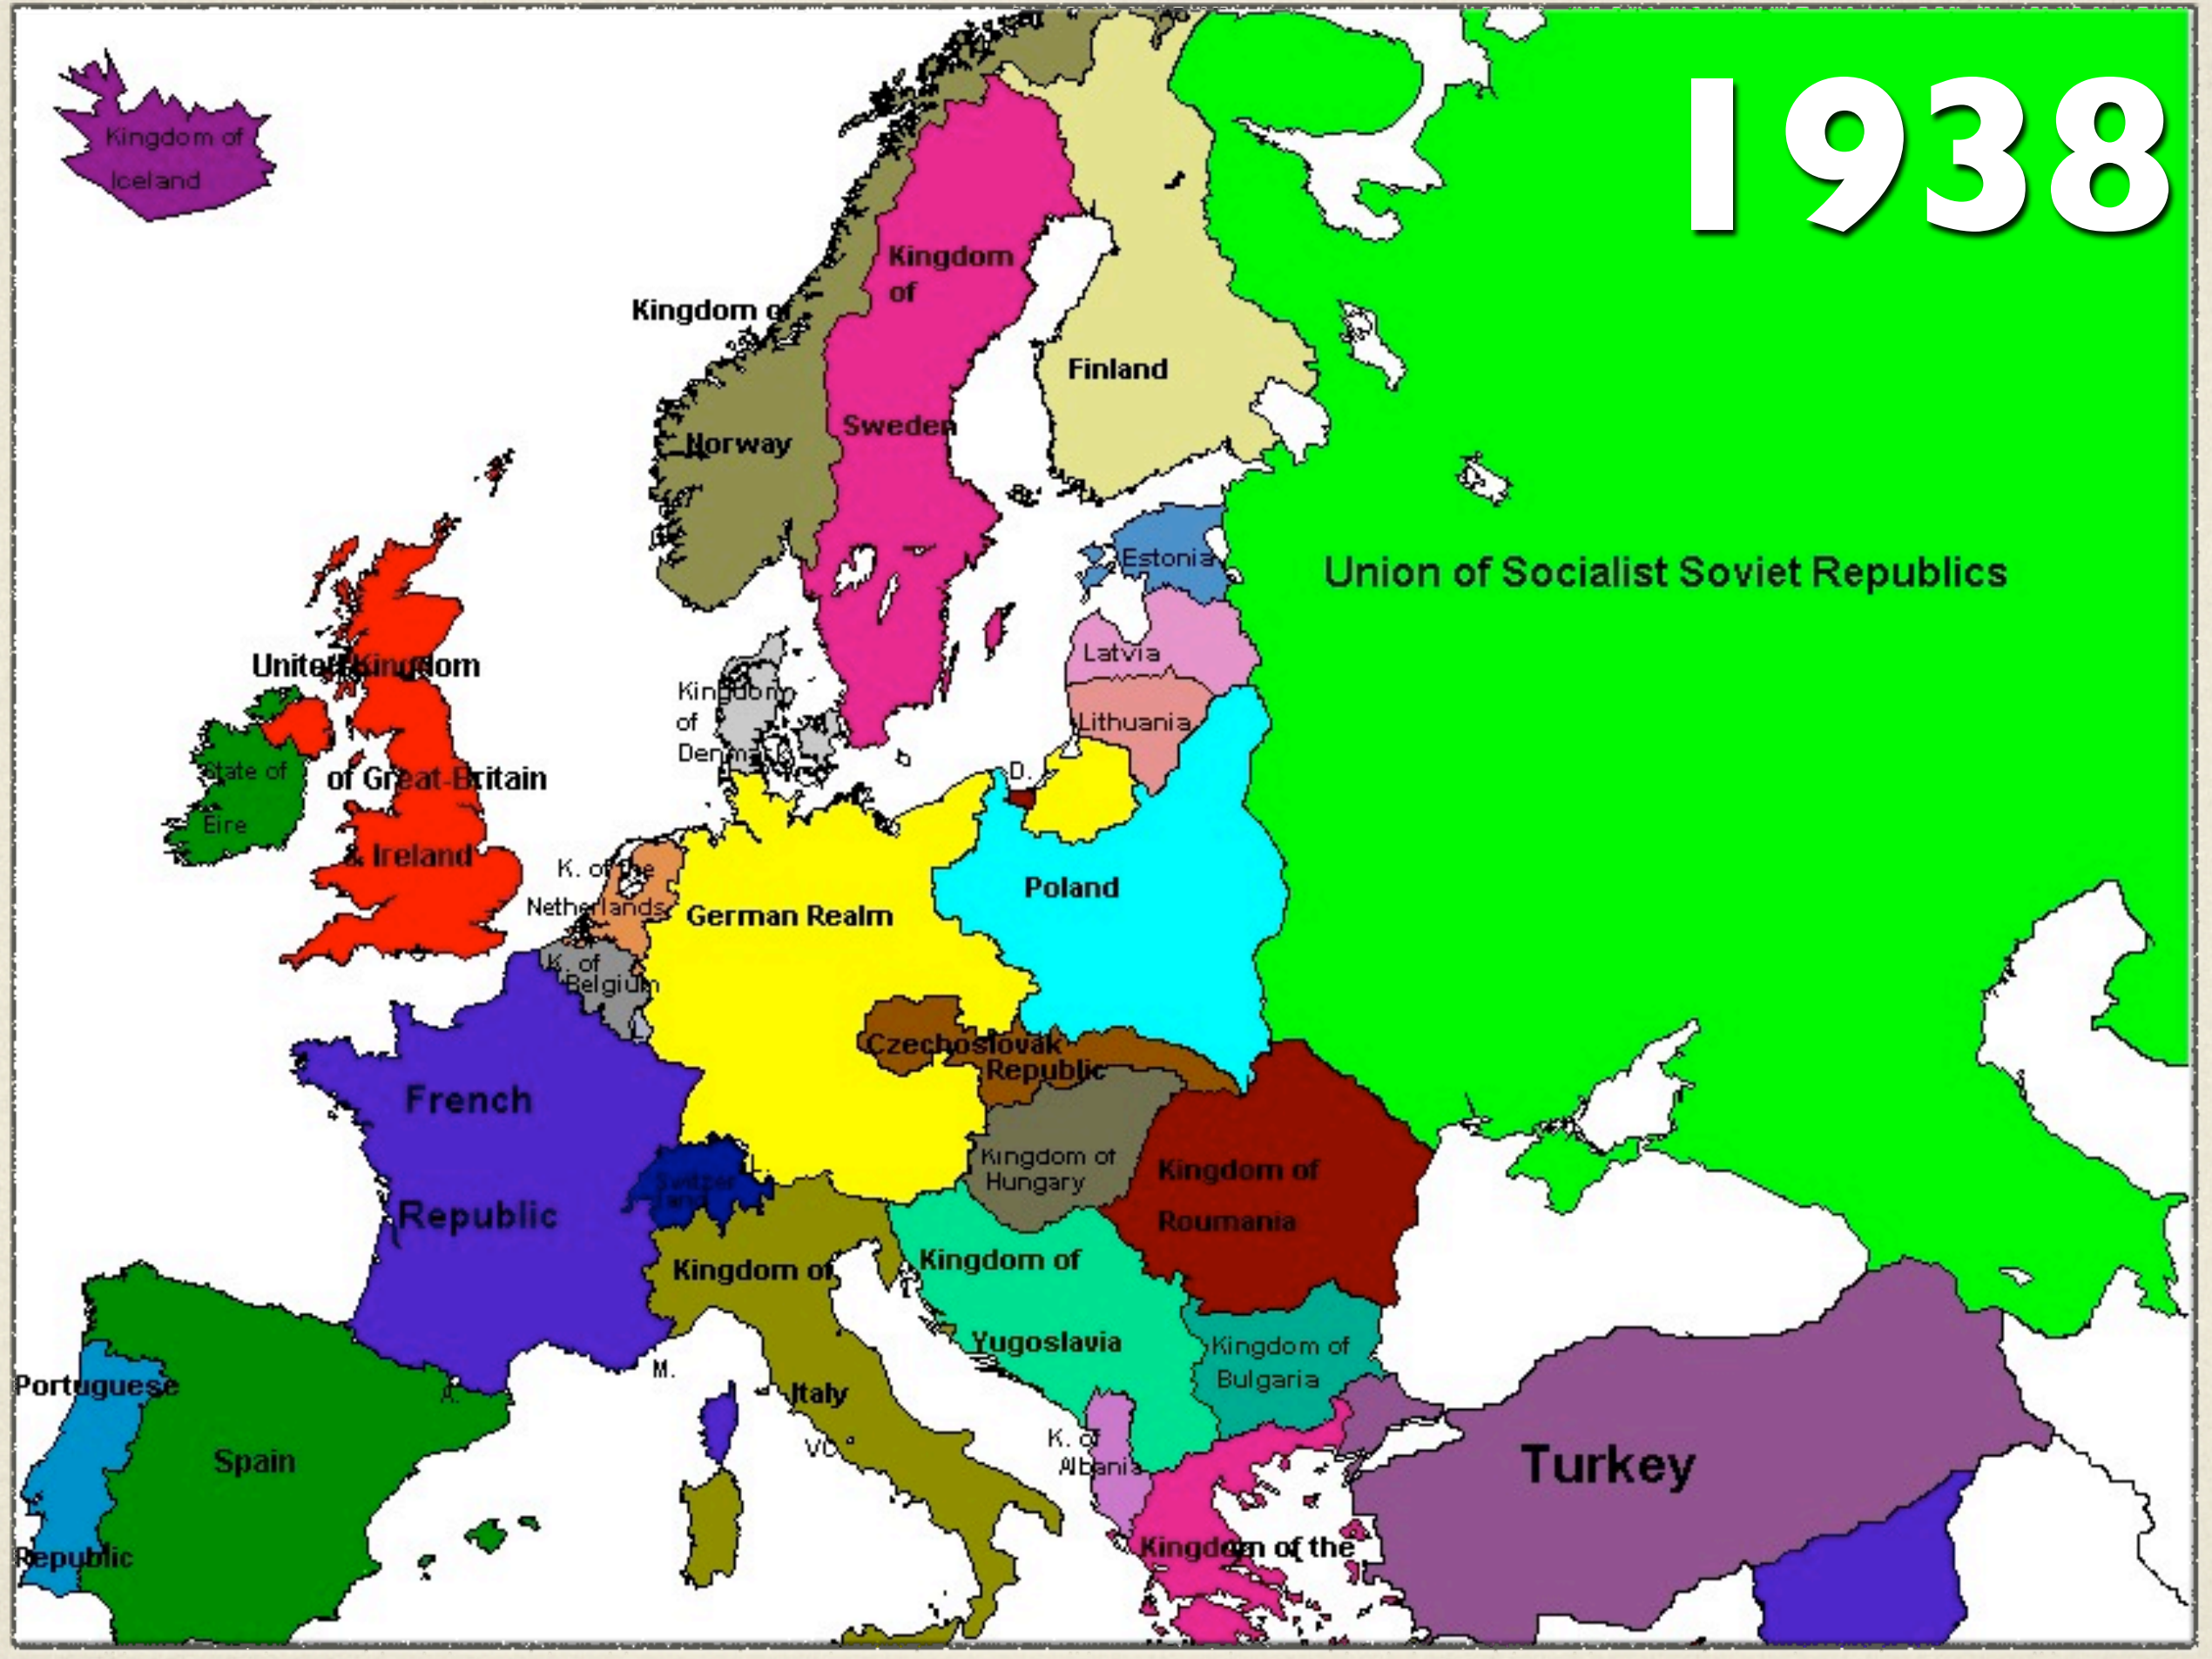 1938
Kingdom of
Iceland
Kingdom
of
Sweden
Kingdom of
Norway
Finland
Estonia
Latvia
Lithuania
Union of Socialist Soviet Republics
United Kingdom
of Great-Britain
& Ireland
State of
Eire
Kingdom
of
Denmark
D.
K. of the
Netherlands
German Realm
Poland
K. of
Belgium
L.
Czechoslovak
Republic
French
Republic
Switzer
land
L.
Kingdom of
Hungary
Kingdom of
Roumania
Kingdom of
Italy
Kingdom of
Yugoslavia
Kingdom of
Bulgaria
M.
VC
A.
Portuguese
Republic
Spain
K. of
Albania
Kingdom of the
Turkey